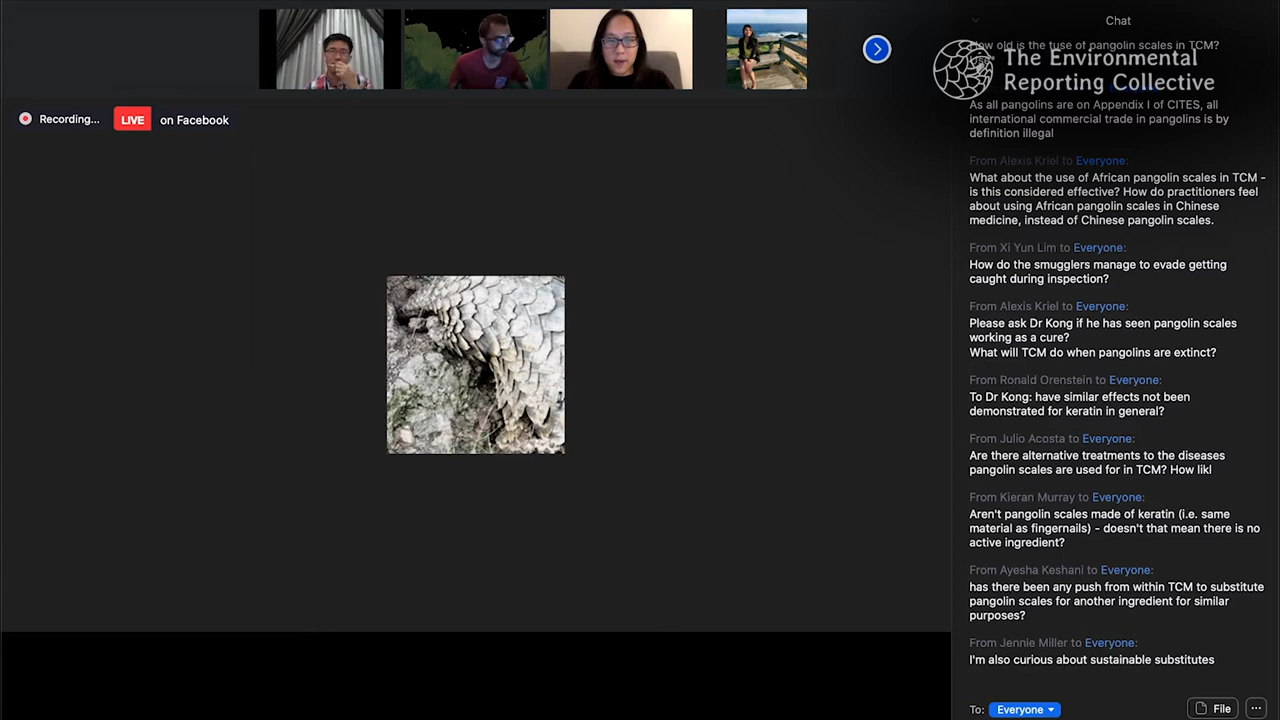 Chat
How old is the tuse of pangolin scales in TCM?
The Environmental
Reporting Collective
Recording...
LIVE
on Facebook
As all pangolins are on Appendix I of CITES, all
international commercial trade in pangolins is by
definition illegal
From Alexis Kriel to Everyone:
What about the use of African pangolin scales in TCM -
is this considered effective? How do practitioners feel
about using African pangolin scales in Chinese
medicine, instead of Chinese pangolin scales.
From Xi Yun Lim to Everyone:
How do the smugglers manage to evade getting
caught during inspection?
From Alexis Kriel to Everyone:
Please ask Dr Kong if he has seen pangolin scales
working as a cure?
What will TCM do when pangolins are extinct?
From Ronald Orenstein to Everyone:
To Dr Kong: have similar effects not been
demonstrated for keratin in general?
From Julio Acosta to Everyone:
Are there alternative treatments to the diseases
pangolin scales are used for in TCM? How likl
From Kieran Murray to Everyone:
Aren't pangolin scales made of keratin (i.e. same
material as fingernails) - doesn't that mean there is no
active ingredient?
From Ayesha Keshani to Everyone:
has there been any push from within TCM to substitute
pangolin scales for another ingredient for similar
purposes?
From Jennie Miller to Everyone:
I'm also curious about sustainable substitutes
To: Everyone
File